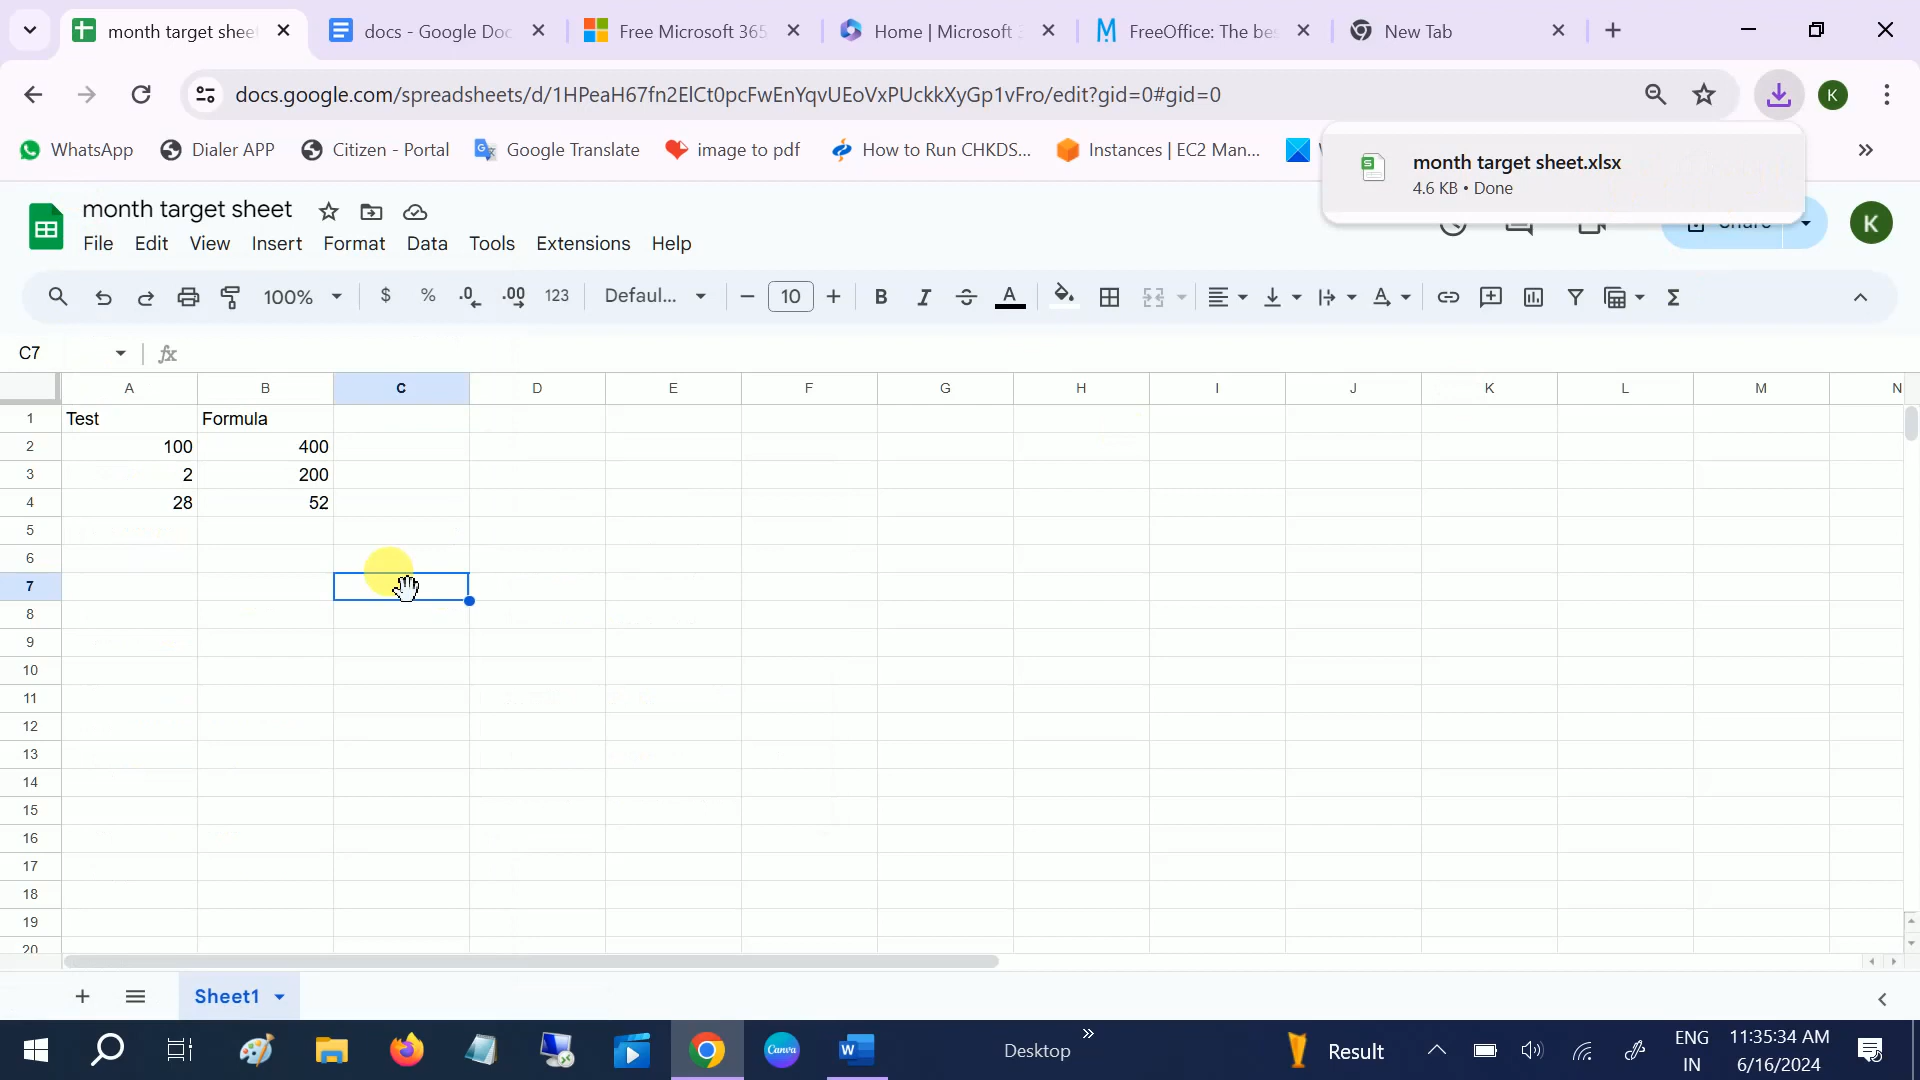 month target shee
docs - Google Doc
Free Microsoft 365
Home | Microsoft 3
FreeOffice: The bes
New Tab
docs.google.com/spreadsheets/d/1HPeaH67fn2ElCt0pcFwEnYqvUEoVxPUckkXyGp1vFro/edit?gid=0#gid=0
K
WhatsApp
Dialer APP
Citizen - Portal
Google Translate
image to pdf
How to Run CHKDS...
Instances | EC2 Man...
month target sheet.xlsx
4.6 KB • Done
month target sheet
Share
K
File Edit View Insert Format Data Tools Extensions Help
100% $ % .0 .00 123 Defaul... 10 B I S A
C7 fx
A B C D E F G H I J K L M N
1 Test Formula
2 100 400
3 2 200
4 28 52
5
6
7
8
9
10
11
12
13
14
15
16
17
18
19
20
Sheet1
Canva
W
Desktop
Result
ENG
IN
11:35:34 AM
6/16/2024